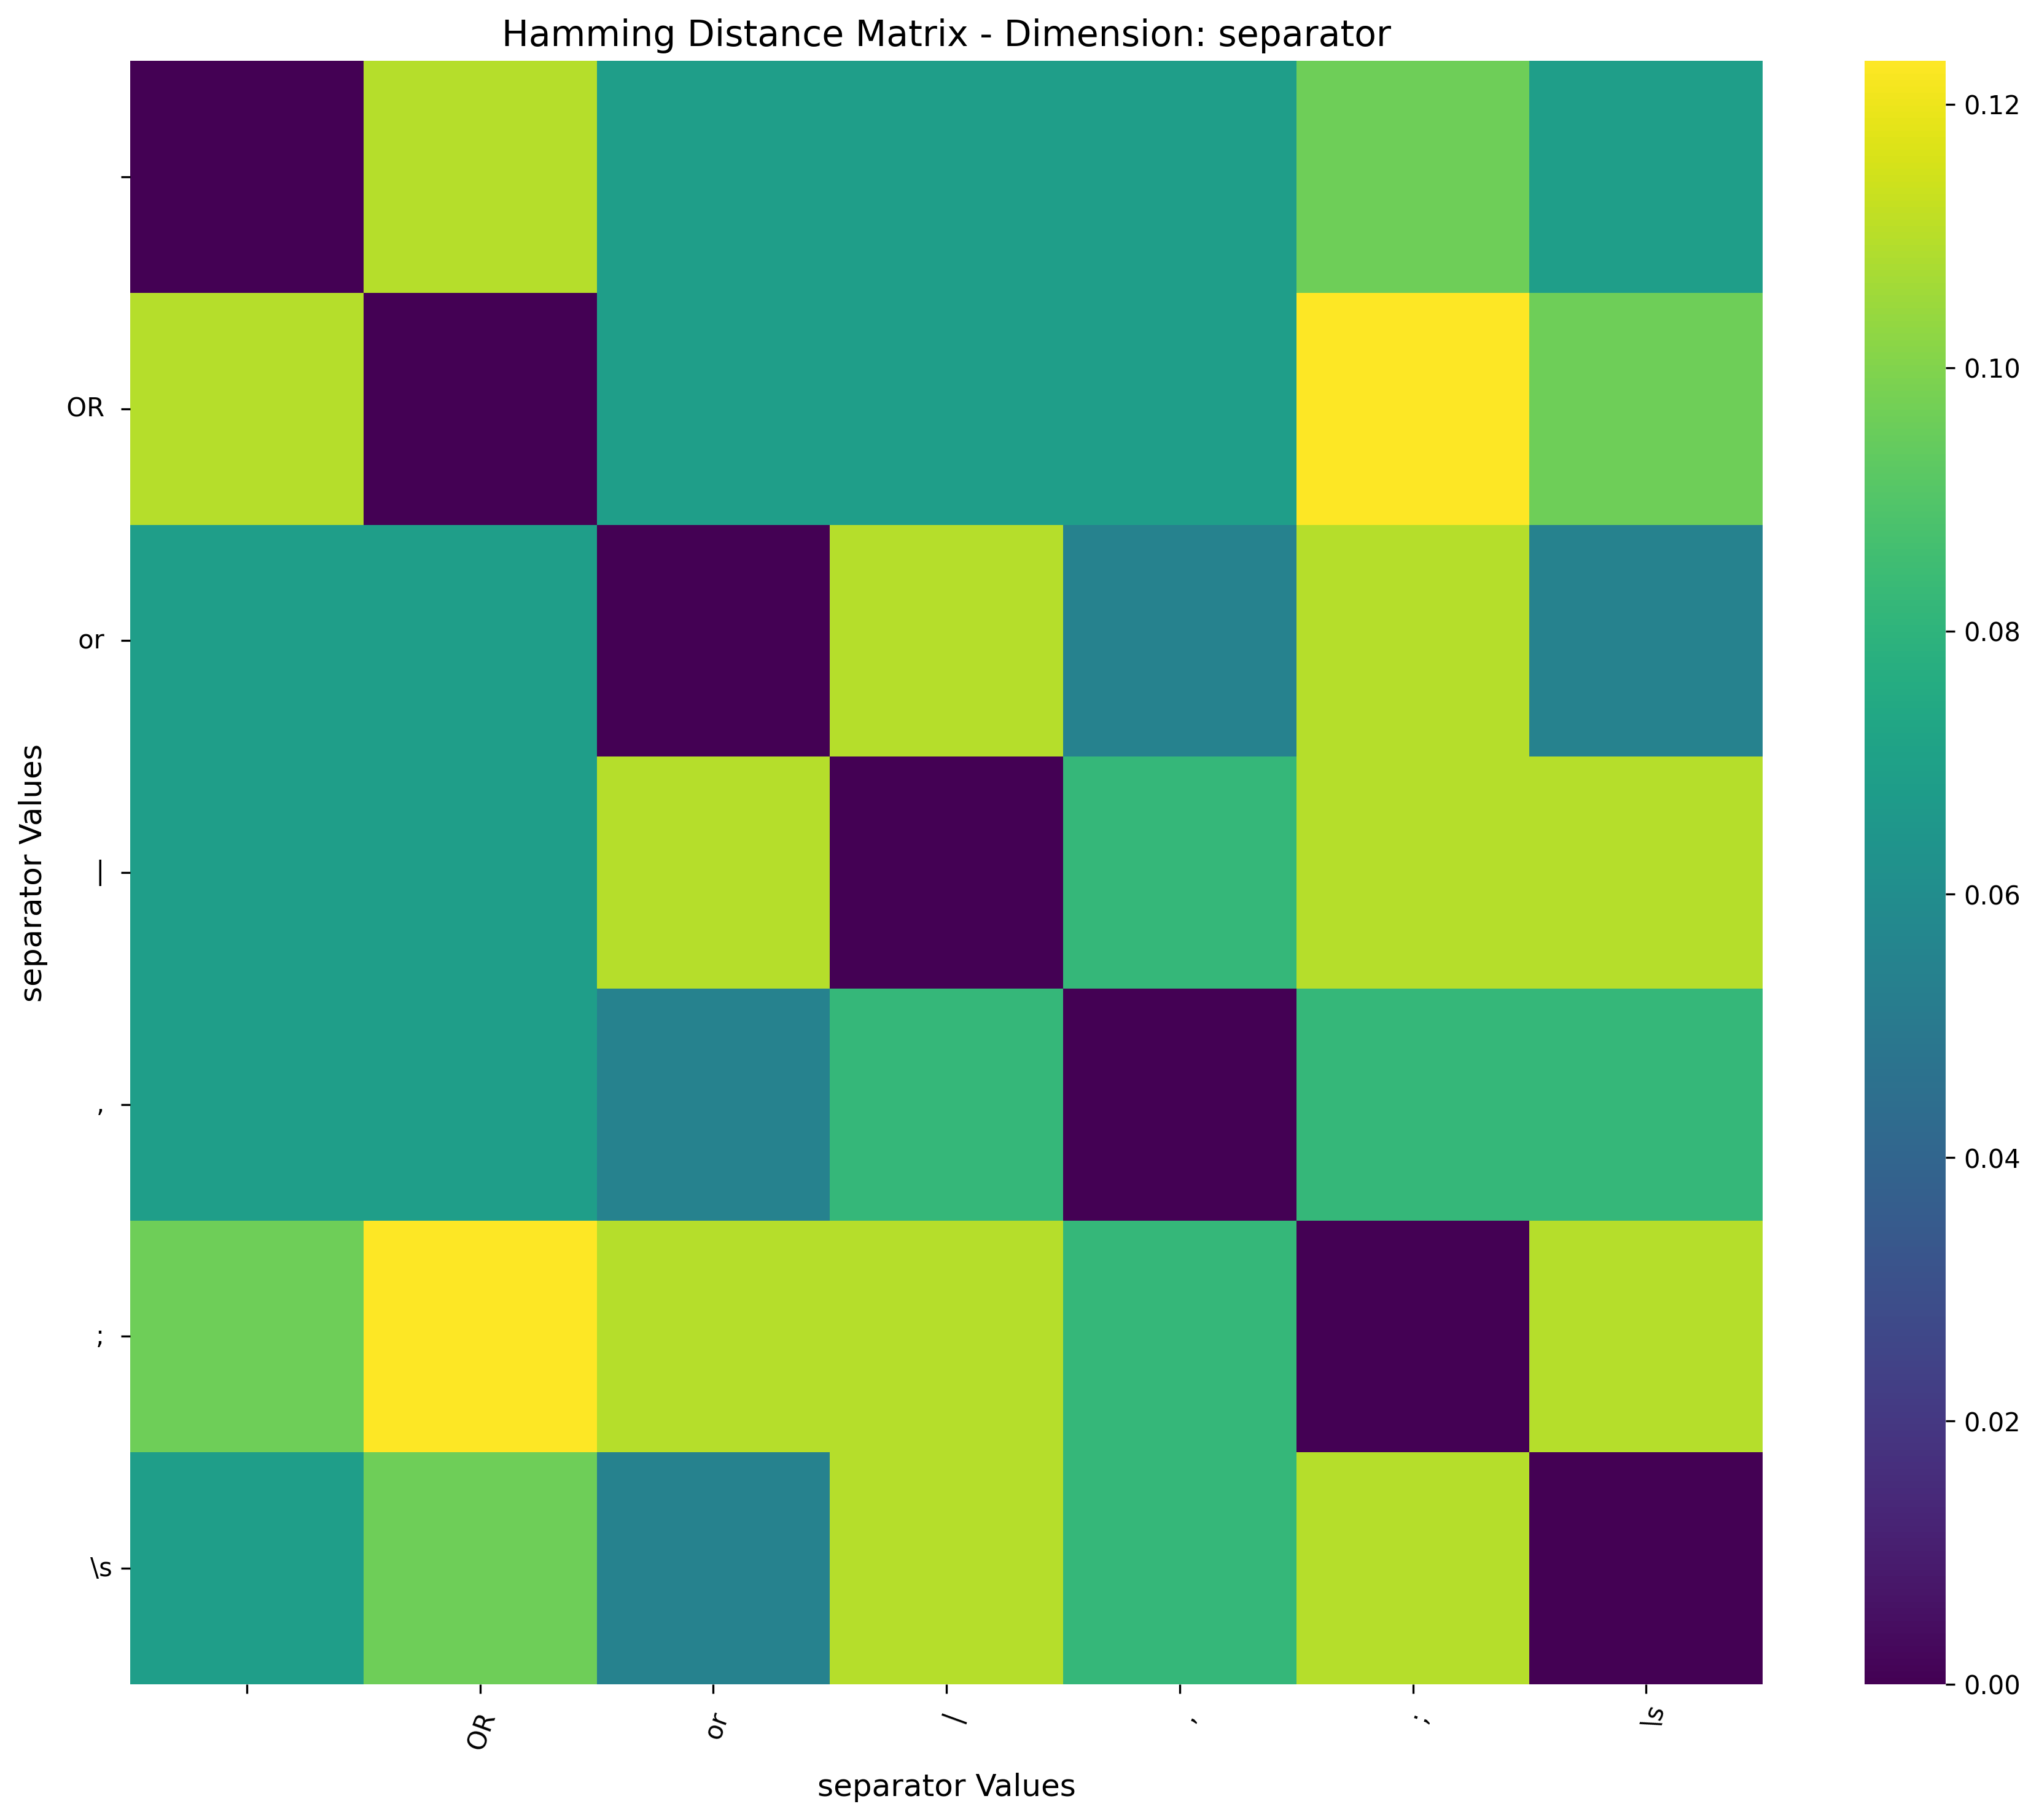 Hamming Distance Matrix - Dimension: separator
0.12
0.10
0.08
0.06
0.04
0.02
0.00
separator Values
OR
or
|
,
;
\s
OR
or
|
,
;
\s
separator Values